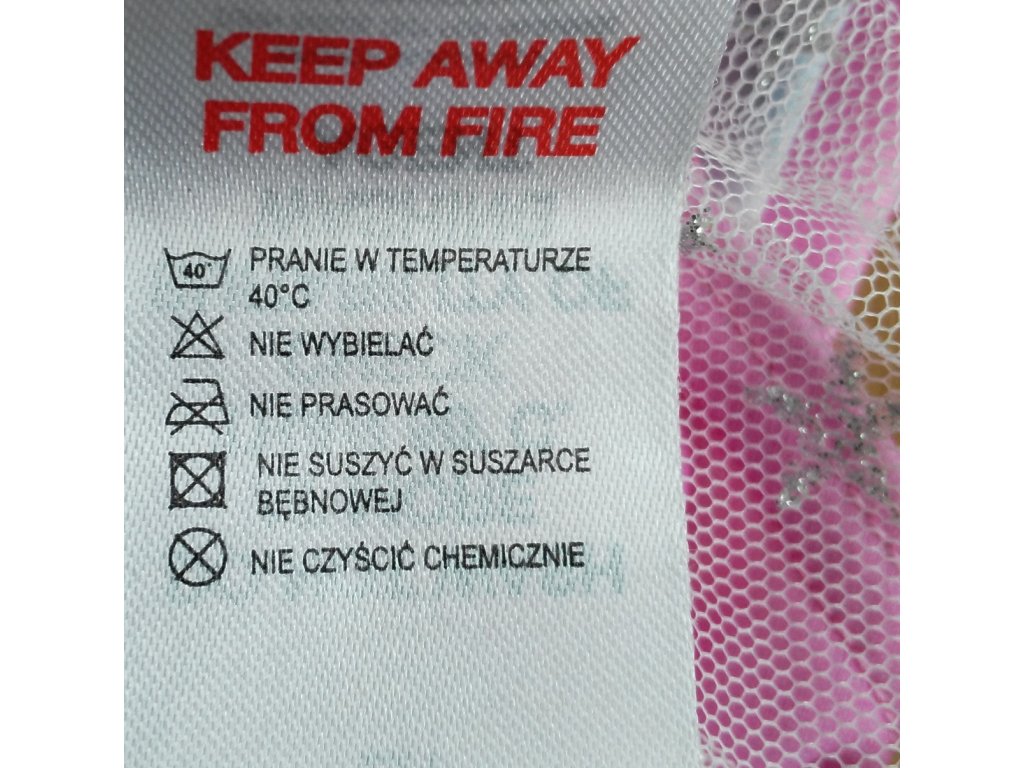 KEEP AWAY
FROM FIRE
40° PRANIE W TEMPERATURZE
40°C
NIE WYBIELAĆ
NIE PRASOWAĆ
NIE SUSZYĆ W SUSZARCE
BĘBNOWEJ
NIE CZYŚCIĆ CHEMICZNIE